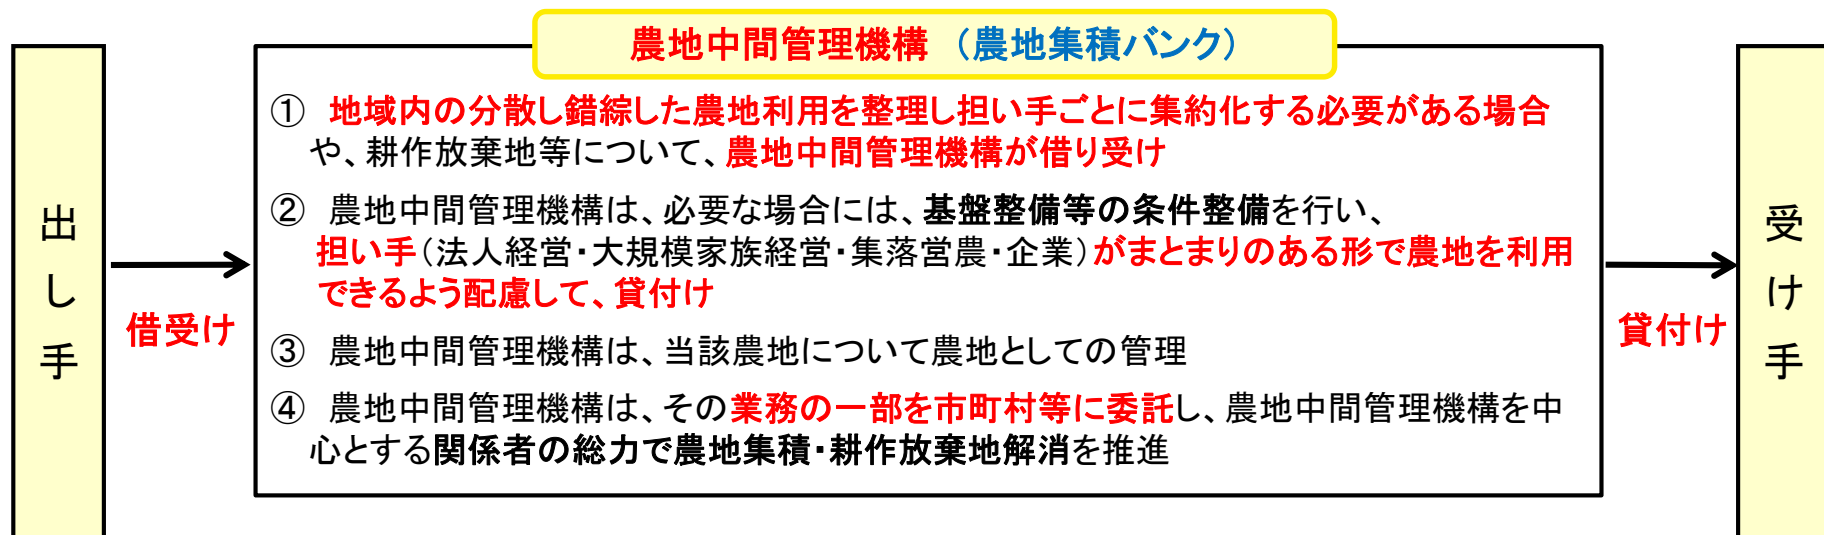 農地中間管理機構 （農地集積バンク）
出し手
借受け
① 地域内の分散し錯綜した農地利用を整理し担い手ごとに集約化する必要がある場合
や、耕作放棄地等について、農地中間管理機構が借り受け
② 農地中間管理機構は、必要な場合には、基盤整備等の条件整備を行い、
担い手（法人経営・大規模家族経営・集落営農・企業）がまとまりのある形で農地を利用
できるよう配慮して、貸付け
③ 農地中間管理機構は、当該農地について農地としての管理
④ 農地中間管理機構は、その業務の一部を市町村等に委託し、農地中間管理機構を中
心とする関係者の総力で農地集積・耕作放棄地解消を推進
貸付け
受け手